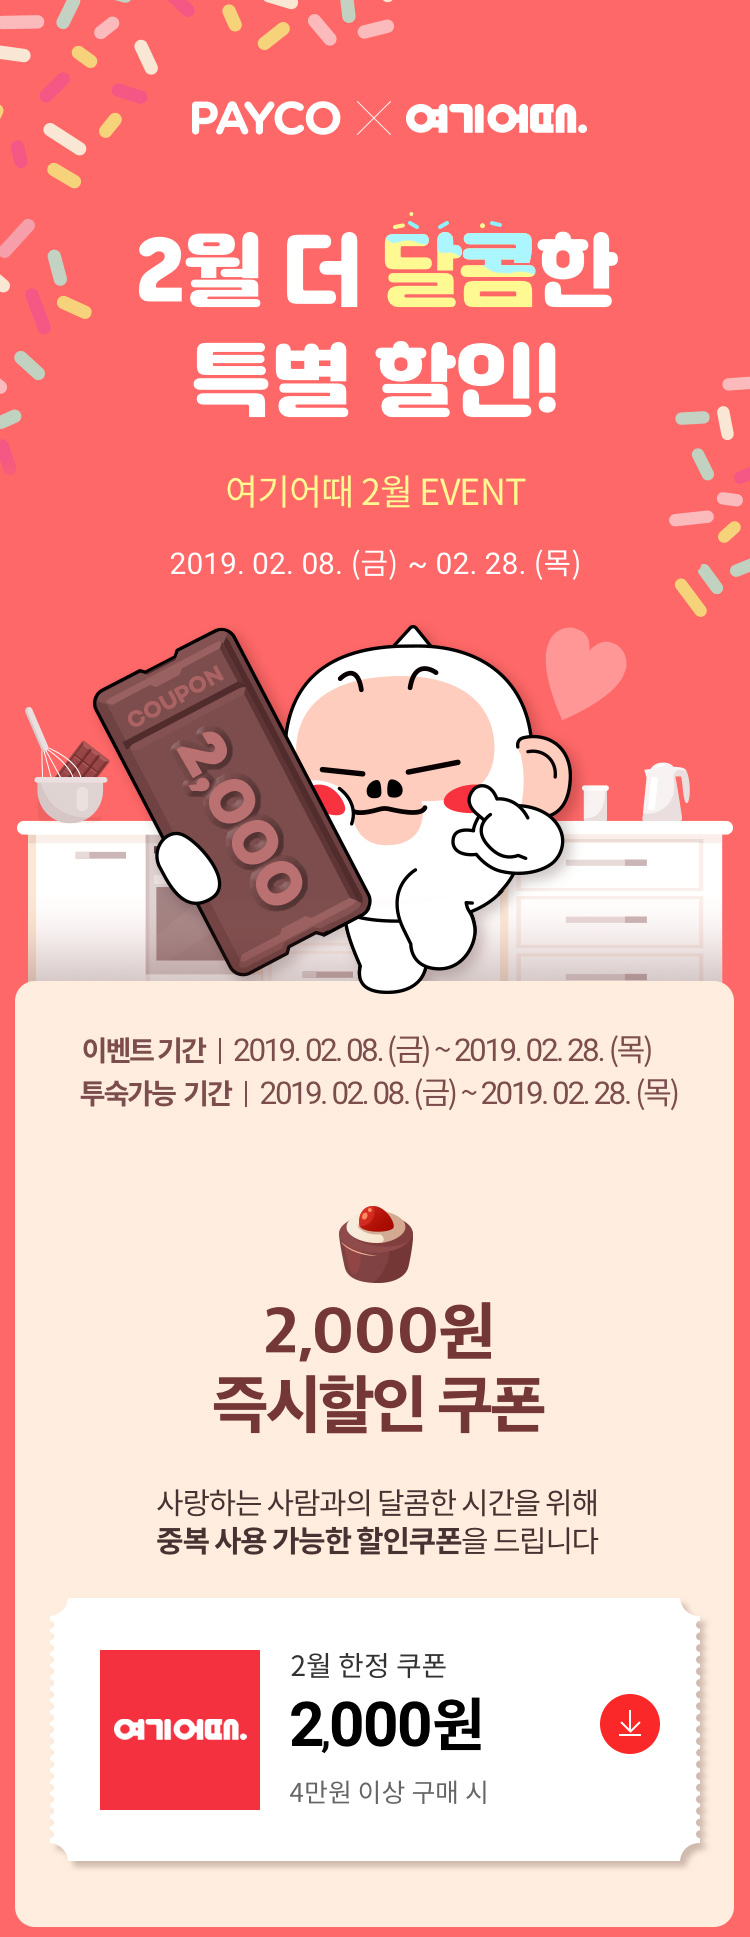 PAYCO × 여기어때.
2월 더 달콤한
특별 할인!
여기어때 2월 EVENT
2019. 02. 08. (금) ~ 02. 28. (목)
COUPON
2,000
이벤트 기간 | 2019. 02. 08. (금) ~ 2019. 02. 28. (목)
투숙가능 기간 | 2019. 02. 08. (금) ~ 2019. 02. 28. (목)
2,000원
즉시할인 쿠폰
사랑하는 사람과의 달콤한 시간을 위해
중복 사용 가능한 할인쿠폰을 드립니다
여기어때.
2월 한정 쿠폰
2,000원
4만원 이상 구매 시